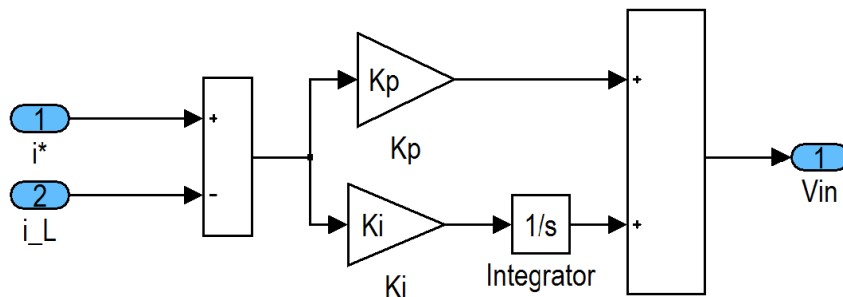 Kp
+
+
1
i*
Kp
1
Vin
2
-
i_L
Ki
1/s
+
Integrator
Ki